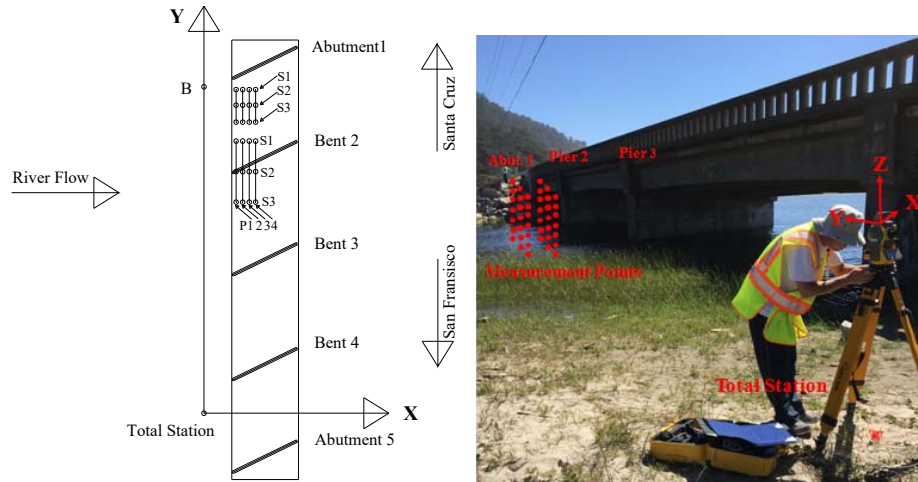 Y
Abutment1
B
S1
S2
S3
Santa Cruz
S1
Bent 2
S2
River Flow
S3
P1 2 3 4
Bent 3
San Fransisco
Bent 4
X
Total Station
Abutment 5
Abut. 1 Pier 2 Pier 3
Z
X
Y
Measurement Points
Total Station